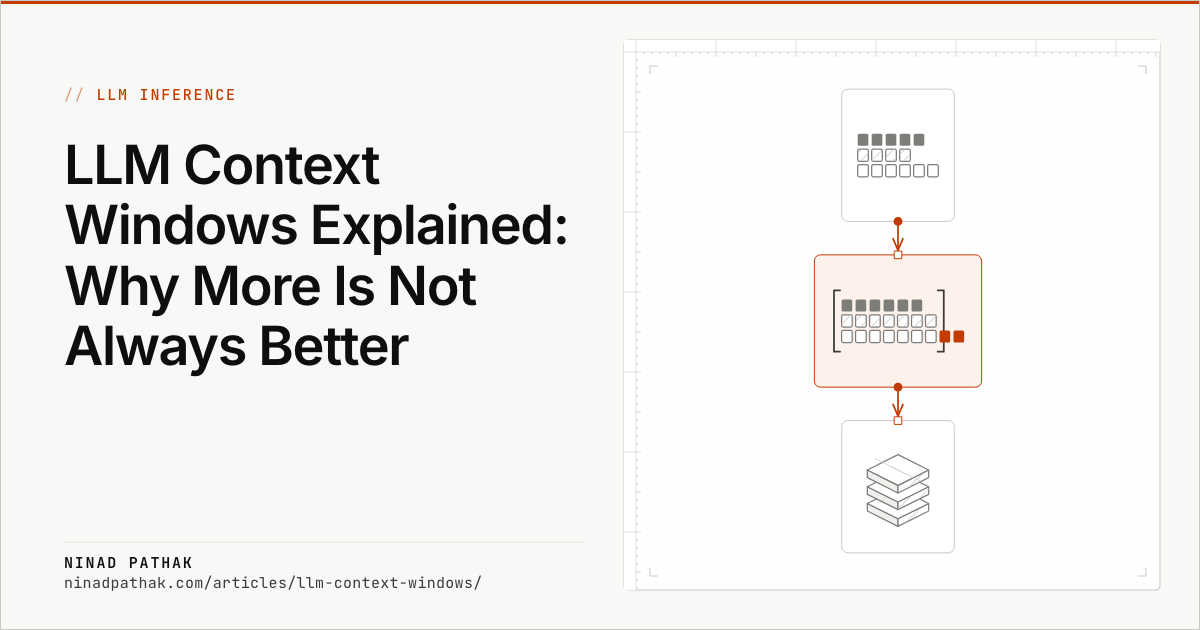 // LLM INFERENCE
LLM Context
Windows Explained:
Why More Is Not
Always Better
NINAD PATHAK
ninadpathak.com/articles/llm-context-windows/